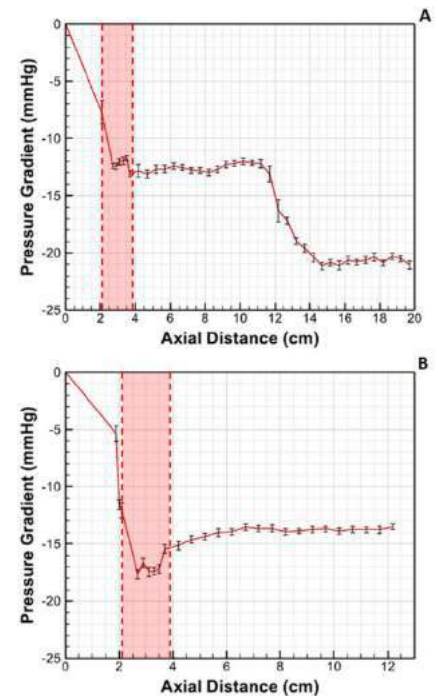 A
0
-5
-10
-15
-20
-25
Pressure Gradient (mmHg)
0 2 4 6 8 10 12 14 16 18 20
Axial Distance (cm)
B
0
-5
-10
-15
-20
-25
Pressure Gradient (mmHg)
0 2 4 6 8 10 12
Axial Distance (cm)